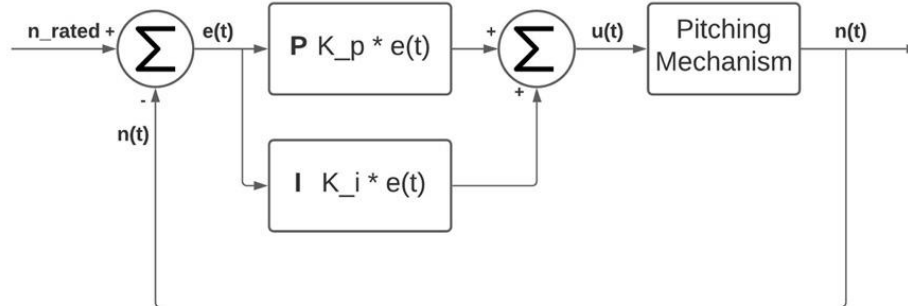 n_rated +
e(t)
P K_p * e(t)
+
Σ
Σ
u(t)
Pitching
Mechanism
n(t)
-
n(t)
+
I K_i * e(t)